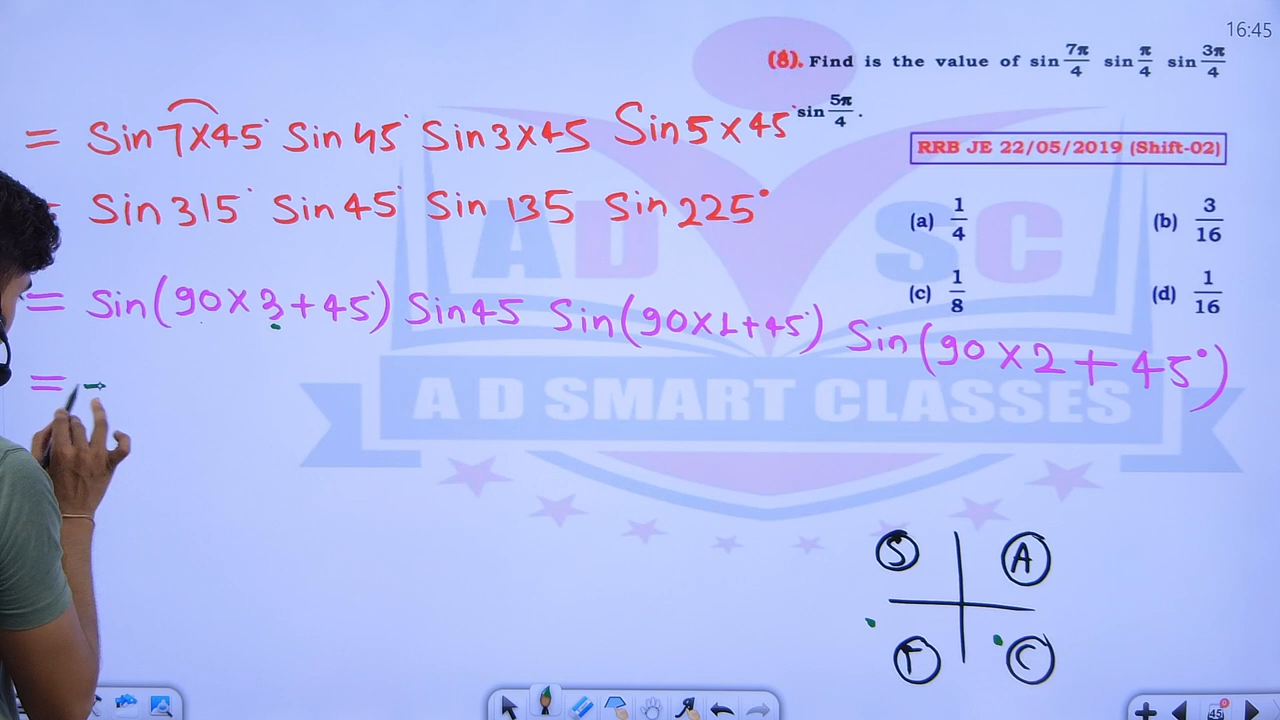 16:45
(8). Find is the value of sin 7π/4 sin π/4 sin 3π/4
sin 5π/4 .
= Sin 7×45° Sin 45° Sin 3×45 Sin 5×45°
RRB JE 22/05/2019 (Shift-02)
= Sin 315° Sin 45° Sin 135 Sin 225°
(a) 1/4 (b) 3/16
(c) 1/8 (d) 1/16
= Sin(90×3+45°) Sin45 Sin(90×1+45°) Sin(90×2+45°)
= -
AD SC
A D SMART CLASSES
S A
T C
45